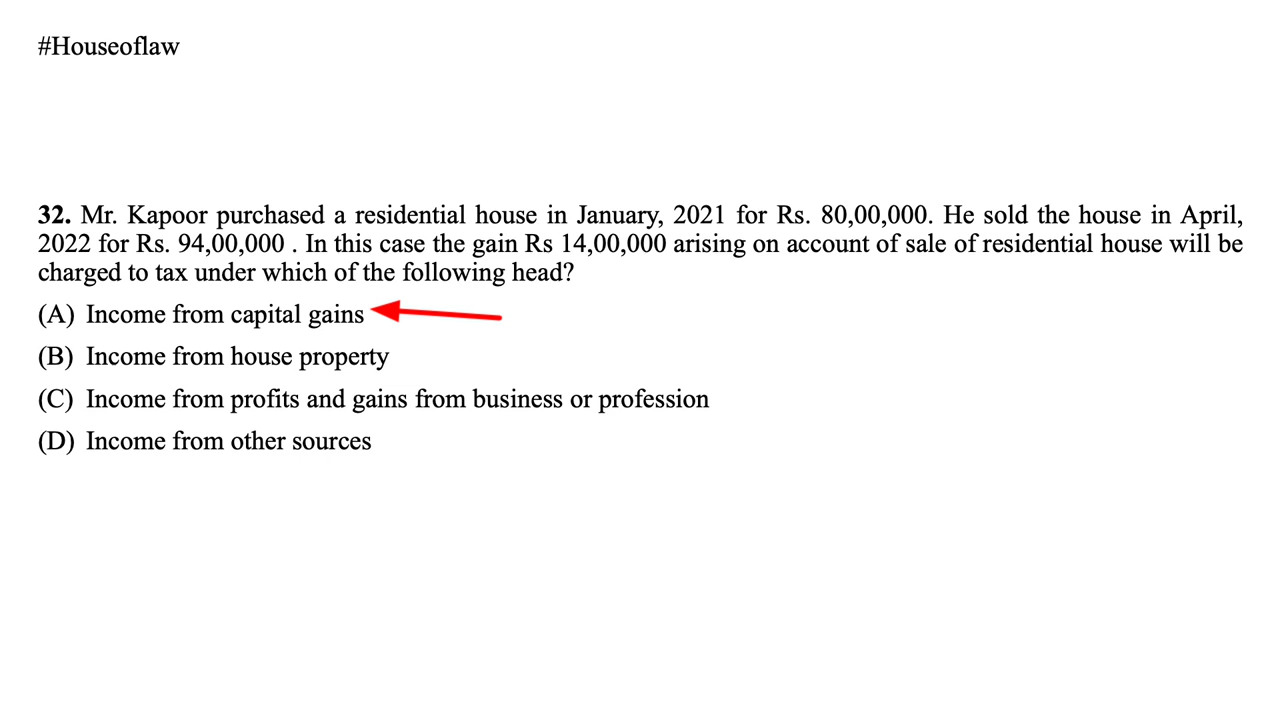 #Houseoflaw
32. Mr. Kapoor purchased a residential house in January, 2021 for Rs. 80,00,000. He sold the house in April,
2022 for Rs. 94,00,000 . In this case the gain Rs 14,00,000 arising on account of sale of residential house will be
charged to tax under which of the following head?
(A) Income from capital gains
(B) Income from house property
(C) Income from profits and gains from business or profession
(D) Income from other sources